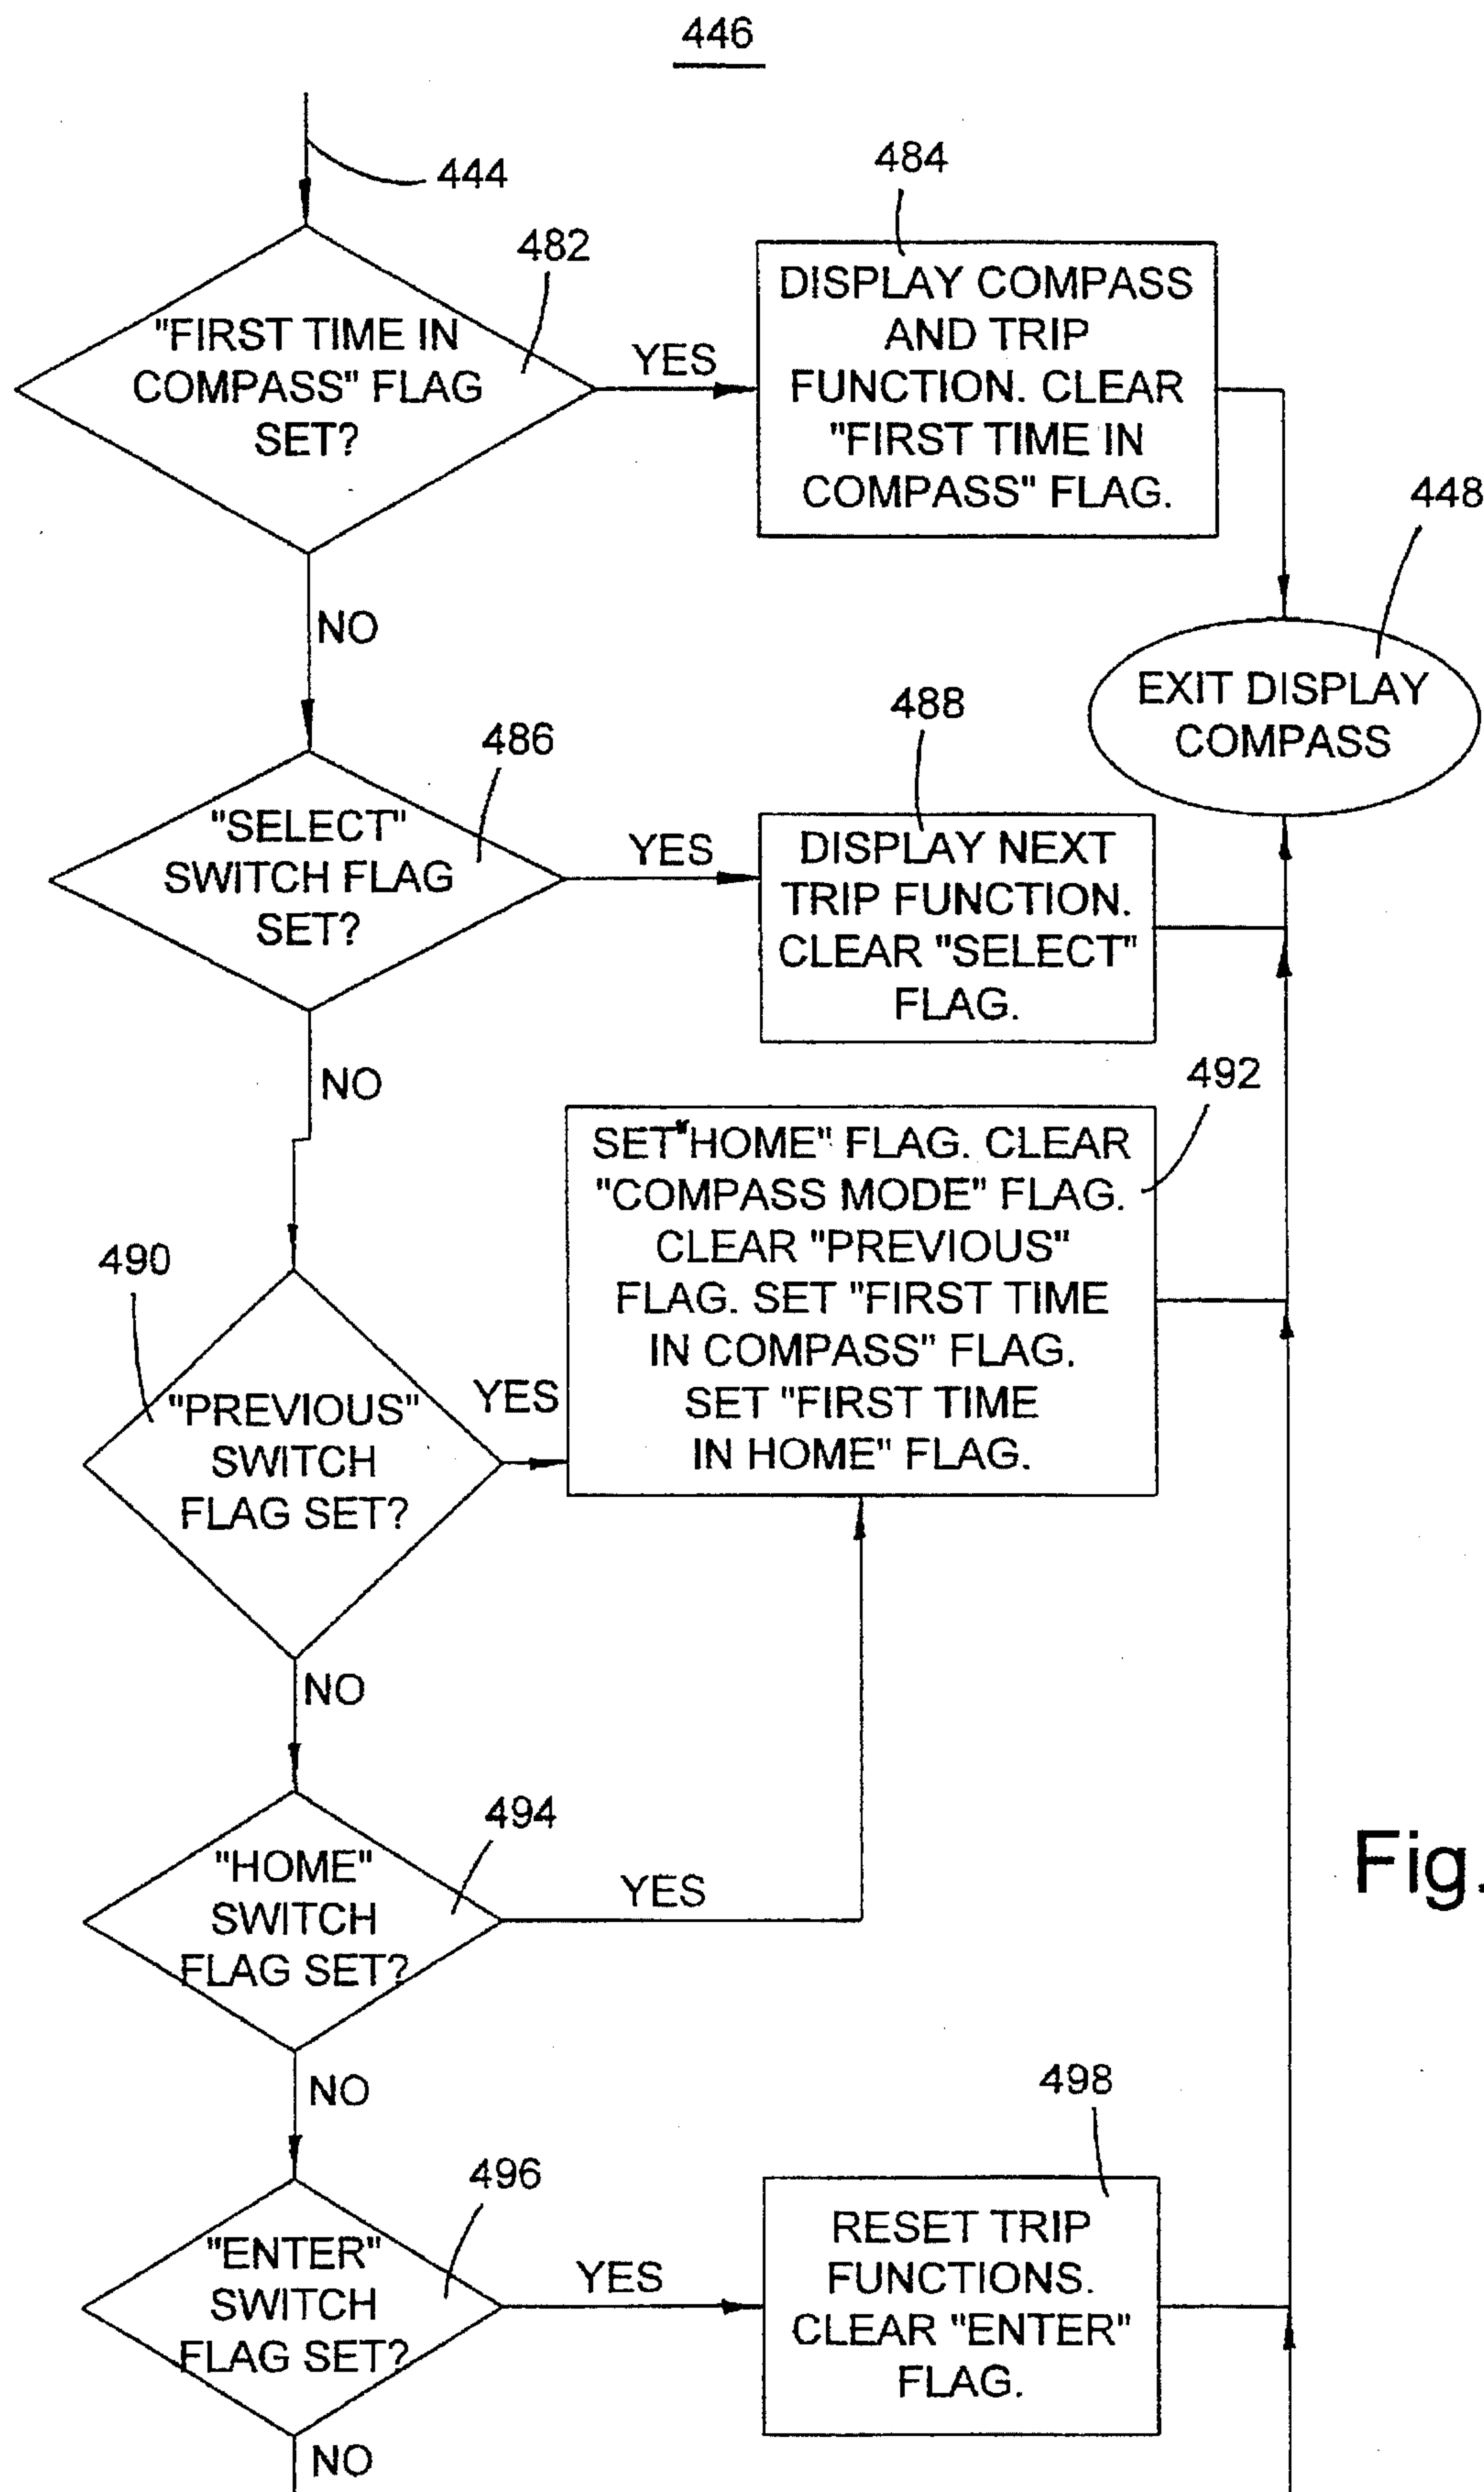 446
444
482
"FIRST TIME IN
COMPASS" FLAG
SET?
YES
484
DISPLAY COMPASS
AND TRIP
FUNCTION. CLEAR
"FIRST TIME IN
COMPASS" FLAG.
448
EXIT DISPLAY
COMPASS
NO
486
"SELECT"
SWITCH FLAG
SET?
YES
488
DISPLAY NEXT
TRIP FUNCTION.
CLEAR "SELECT"
FLAG.
NO
490
"PREVIOUS"
SWITCH
FLAG SET?
YES
492
SET "HOME" FLAG. CLEAR
"COMPASS MODE" FLAG.
CLEAR "PREVIOUS"
FLAG. SET "FIRST TIME
IN COMPASS" FLAG.
SET "FIRST TIME
IN HOME" FLAG.
NO
494
"HOME"
SWITCH
FLAG SET?
YES
Fig.
NO
496
"ENTER"
SWITCH
FLAG SET?
YES
498
RESET TRIP
FUNCTIONS.
CLEAR "ENTER"
FLAG.
NO